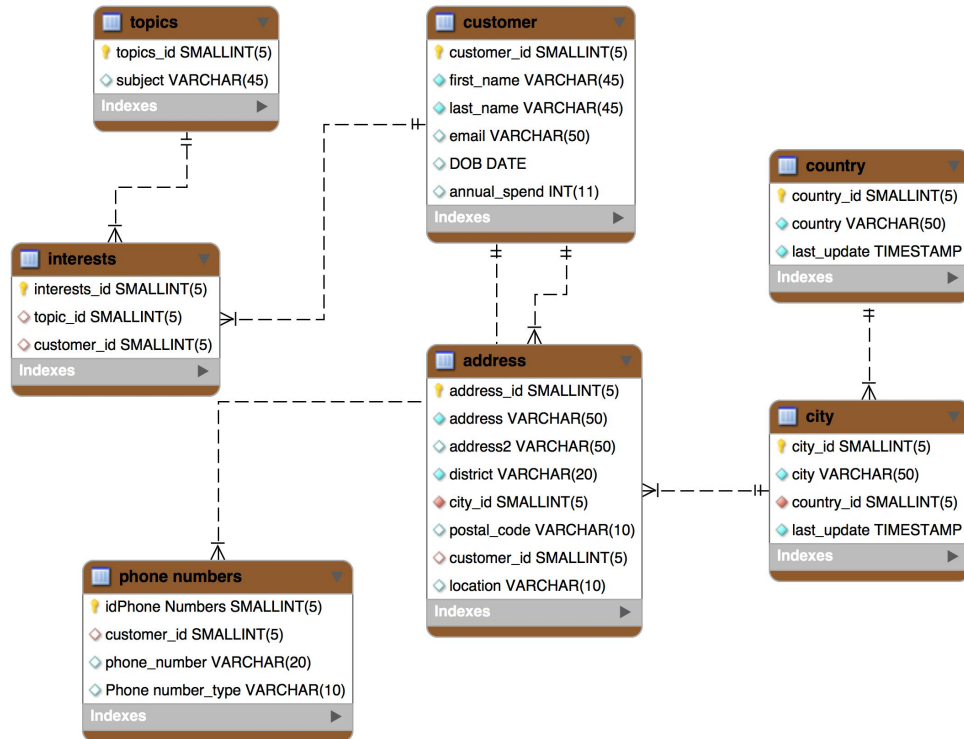 topics
topics_id SMALLINT(5)
subject VARCHAR(45)
Indexes
customer
customer_id SMALLINT(5)
first_name VARCHAR(45)
last_name VARCHAR(45)
email VARCHAR(50)
DOB DATE
annual_spend INT(11)
Indexes
country
country_id SMALLINT(5)
country VARCHAR(50)
last_update TIMESTAMP
Indexes
interests
interests_id SMALLINT(5)
topic_id SMALLINT(5)
customer_id SMALLINT(5)
Indexes
address
address_id SMALLINT(5)
address VARCHAR(50)
address2 VARCHAR(50)
district VARCHAR(20)
city_id SMALLINT(5)
postal_code VARCHAR(10)
customer_id SMALLINT(5)
location VARCHAR(10)
Indexes
city
city_id SMALLINT(5)
city VARCHAR(50)
country_id SMALLINT(5)
last_update TIMESTAMP
Indexes
phone numbers
idPhone Numbers SMALLINT(5)
customer_id SMALLINT(5)
phone_number VARCHAR(20)
Phone number_type VARCHAR(10)
Indexes